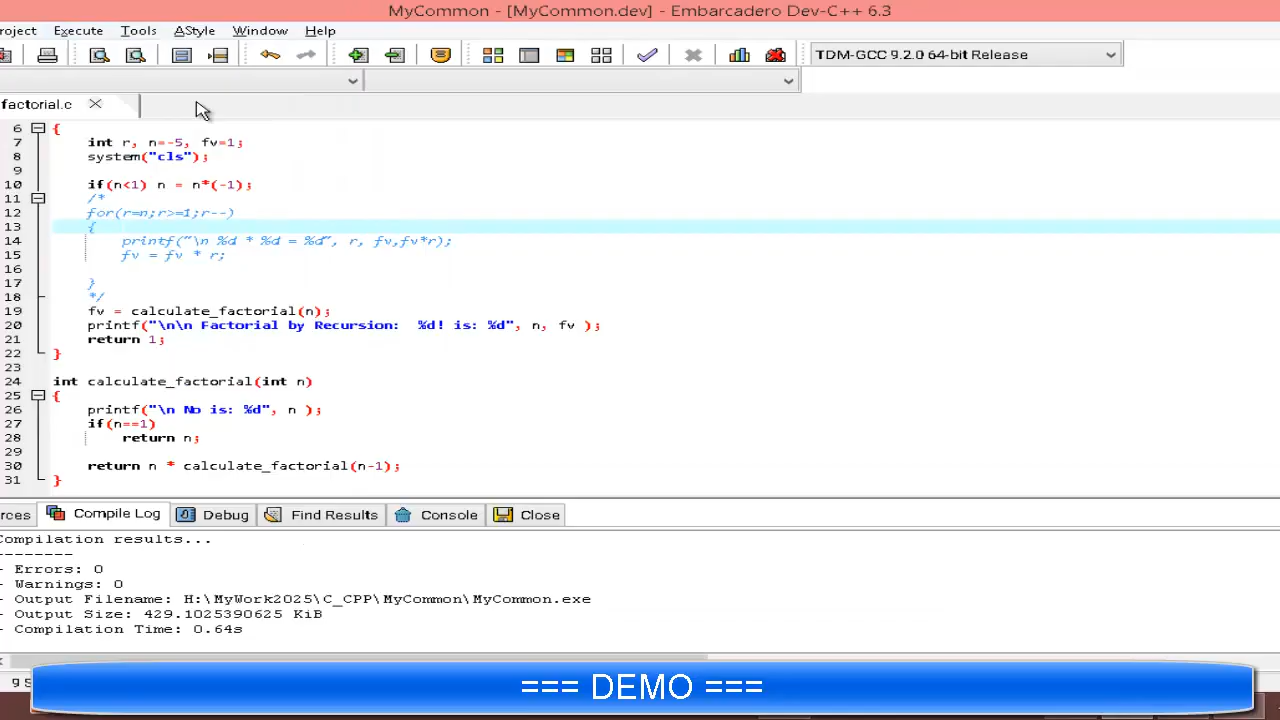 MyCommon - [MyCommon.dev] - Embarcadero Dev-C++ 6.3
roject Execute Tools AStyle Window Help
TDM-GCC 9.2.0 64-bit Release
factorial.c
6 {
7 int r, n=-5, fv=1;
8 system("cls");
9
10 if(n<1) n = n*(-1);
11 /*
12 for(r=n;r>=1;r--)
13 {
14 printf("\n %d * %d = %d", r, fv,fv*r);
15 fv = fv * r;
16
17 }
18 */
19 fv = calculate_factorial(n);
20 printf("\n\n Factorial by Recursion:  %d! is: %d", n, fv );
21 return 1;
22 }
23
24 int calculate_factorial(int n)
25 {
26 printf("\n No is: %d", n );
27 if(n==1)
28 return n;
29
30 return n * calculate_factorial(n-1);
31 }
rces Compile Log Debug Find Results Console Close
Compilation results...
--------
- Errors: 0
- Warnings: 0
- Output Filename: H:\MyWork2025\C_CPP\MyCommon\MyCommon.exe
- Output Size: 429.1025390625 KiB
- Compilation Time: 0.64s
=== DEMO ===